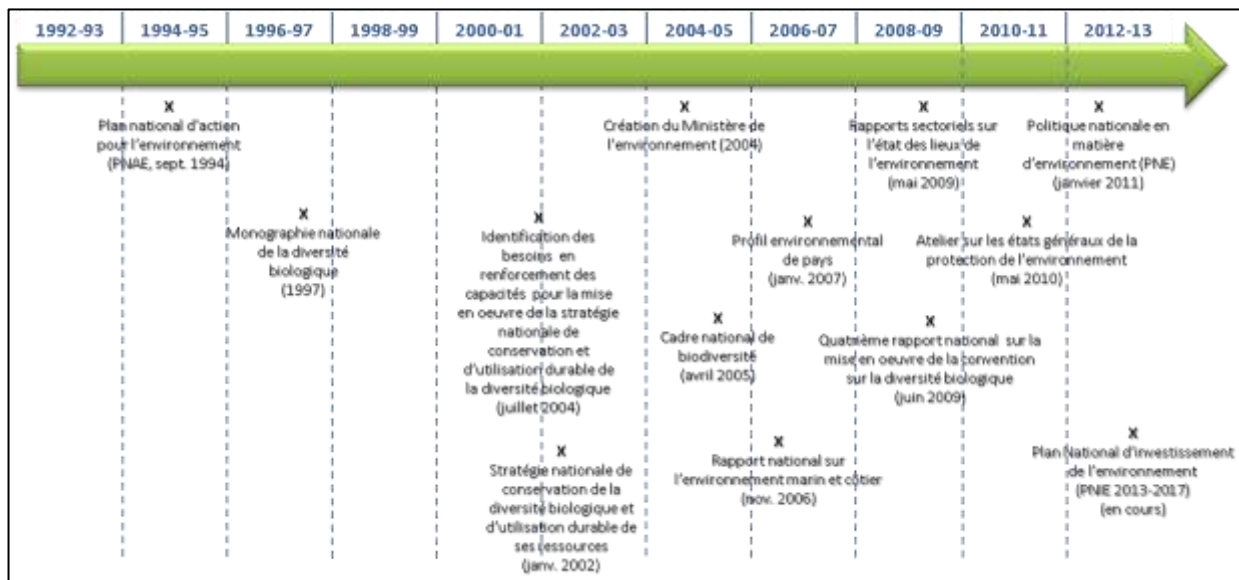 1992-93 1994-95 1996-97 1998-99 2000-01 2002-03 2004-05 2006-07 2008-09 2010-11 2012-13
X
Plan national d'action
pour l'environnement
(PNAE, sept. 1994)
X
Création du Ministère de
l'environnement (2004)
X
Rapports sectoriels sur
l'état des lieux de
l'environnement
(mai 2009)
X
Politique nationale en
matière
d'environnement (PNE)
(janvier 2011)
X
Monographie nationale
de la diversité
biologique
(1997)
X
Identification des
besoins en
renforcement des
capacités pour la mise
en oeuvre de la stratégie
nationale de
conservation et
d'utilisation durable de
la diversité biologique
(juillet 2004)
X
Profil environmental
de pays
(janv. 2007)
X
Atelier sur les états généraux de la
protection de l'environnement
(mai 2010)
X
Cadre national de
biodiversité
(avril 2005)
X
Quatrième rapport national sur la
mise en oeuvre de la convention
sur la diversité biologique
(juin 2009)
X
Stratégie nationale de
conservation de la
diversité biologique et
d'utilisation durable de
ses ressources
(janv. 2002)
X
Rapport national sur
l'environnement marin et côtier
(nov. 2006)
X
Plan National d'investissement
de l'environnement
(PNIE 2013-2017)
(en cours)